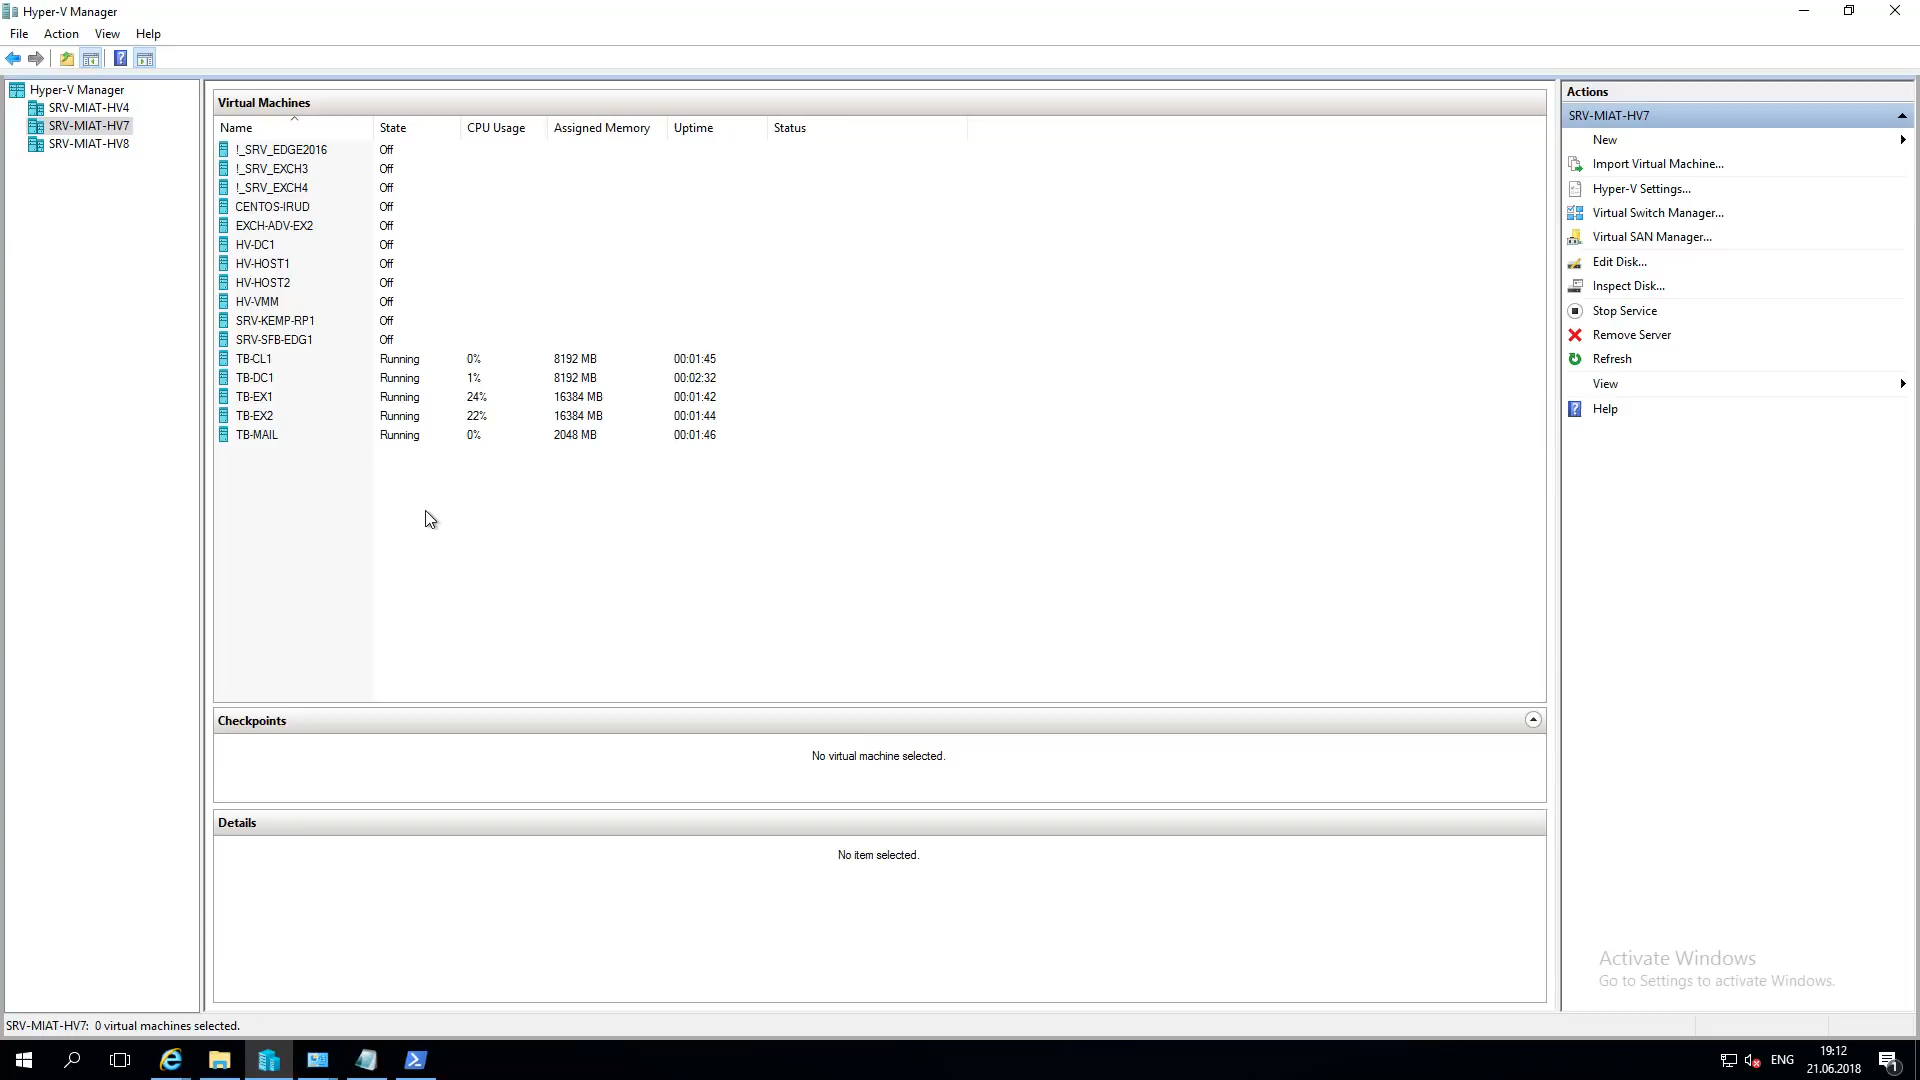 Hyper-V Manager
File Action View Help
Hyper-V Manager
SRV-MIAT-HV4
SRV-MIAT-HV7
SRV-MIAT-HV8
Virtual Machines
Name State CPU Usage Assigned Memory Uptime Status
!_SRV_EDGE2016 Off
!_SRV_EXCH3 Off
!_SRV_EXCH4 Off
CENTOS-IRUD Off
EXCH-ADV-EX2 Off
HV-DC1 Off
HV-HOST1 Off
HV-HOST2 Off
HV-VMM Off
SRV-KEMP-RP1 Off
SRV-SFB-EDG1 Off
TB-CL1 Running 0% 8192 MB 00:01:45
TB-DC1 Running 1% 8192 MB 00:02:32
TB-EX1 Running 24% 16384 MB 00:01:42
TB-EX2 Running 22% 16384 MB 00:01:44
TB-MAIL Running 0% 2048 MB 00:01:46
Checkpoints
No virtual machine selected.
Details
No item selected.
Actions
SRV-MIAT-HV7
New
Import Virtual Machine...
Hyper-V Settings...
Virtual Switch Manager...
Virtual SAN Manager...
Edit Disk...
Inspect Disk...
Stop Service
Remove Server
Refresh
View
Help
Activate Windows
Go to Settings to activate Windows.
SRV-MIAT-HV7: 0 virtual machines selected.
ENG
19:12
21.06.2018
1